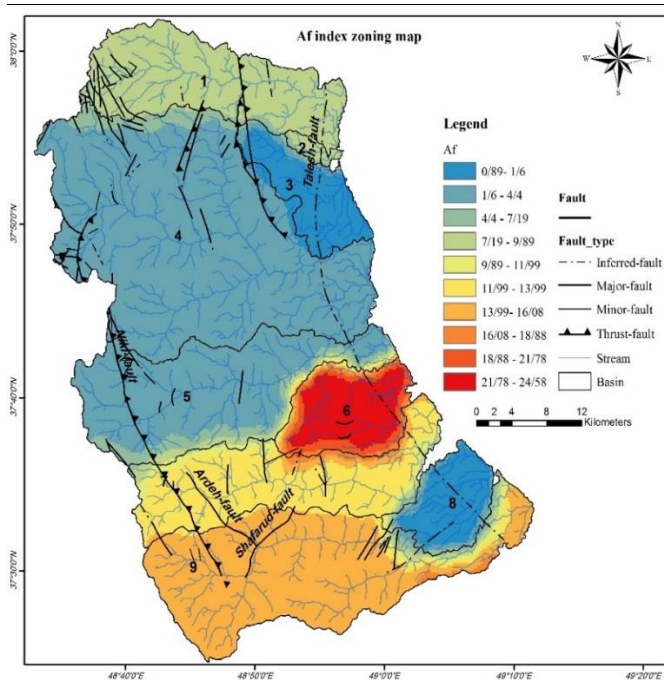 Af index zoning map
N
W
E
S
38°0'0"N
37°50'0"N
37°40'0"N
1
2
3
4
5
6
8
9
Talesh-fault
Ardeh-fault
Shafarud-fault
Legend
Af
0/89- 1/6
1/6 - 4/4
4/4 - 7/19
7/19 - 9/89
9/89 - 11/99
11/99 - 13/99
13/99- 16/08
16/08 - 18/88
18/88 - 21/78
21/78 - 24/58
Fault
Fault_type
Inferred-fault
Major-fault
Minor-fault
Thrust-fault
Stream
Basin
0 2 4 8 12
Kilometers
48°40'0"E
48°50'0"E
49°0'0"E
49°10'0"E
49°20'0"E